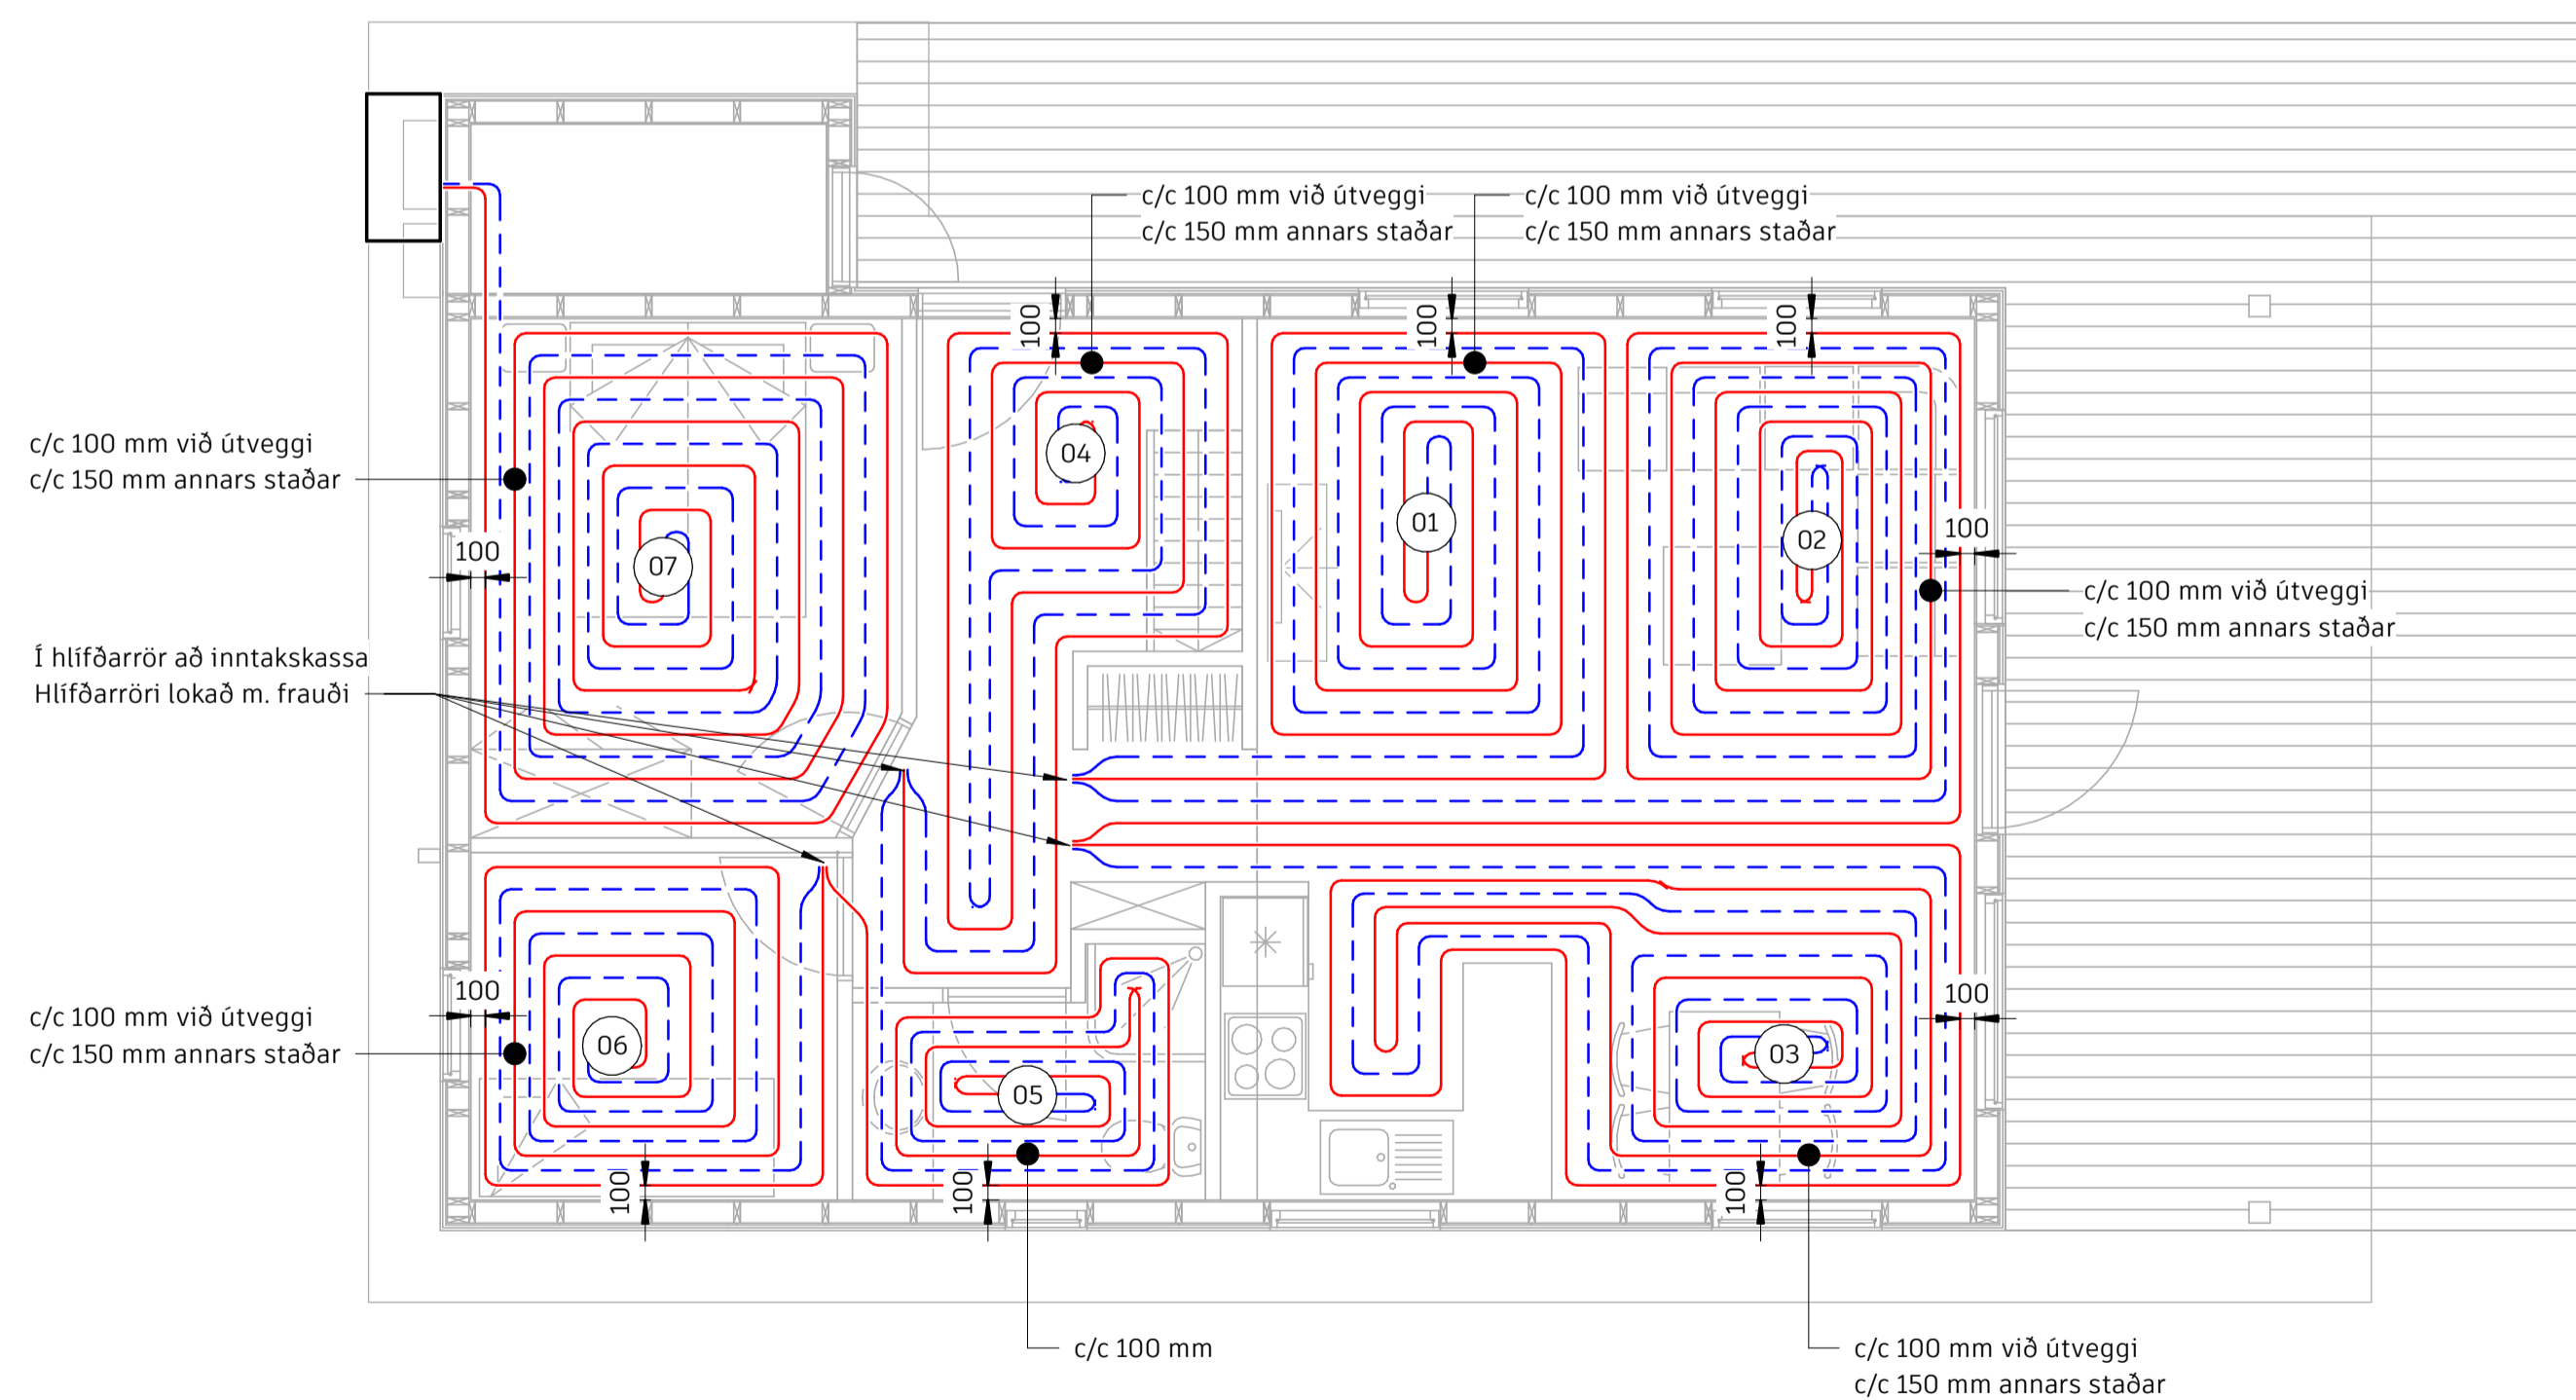 c/c 100 mm við útveggi
c/c 150 mm annars staðar
c/c 100 mm við útveggi
c/c 150 mm annars staðar
100
100
100
c/c 100 mm við útveggi
c/c 150 mm annars staðar
04
01
02
07
100
100
c/c 100 mm við útveggi
c/c 150 mm annars staðar
Í hlífðarrör að inntakskassa
Hlífðarröri lokað m. frauði
100
100
c/c 100 mm við útveggi
c/c 150 mm annars staðar
06
05
03
100
100
100
c/c 100 mm
c/c 100 mm við útveggi
c/c 150 mm annars staðar